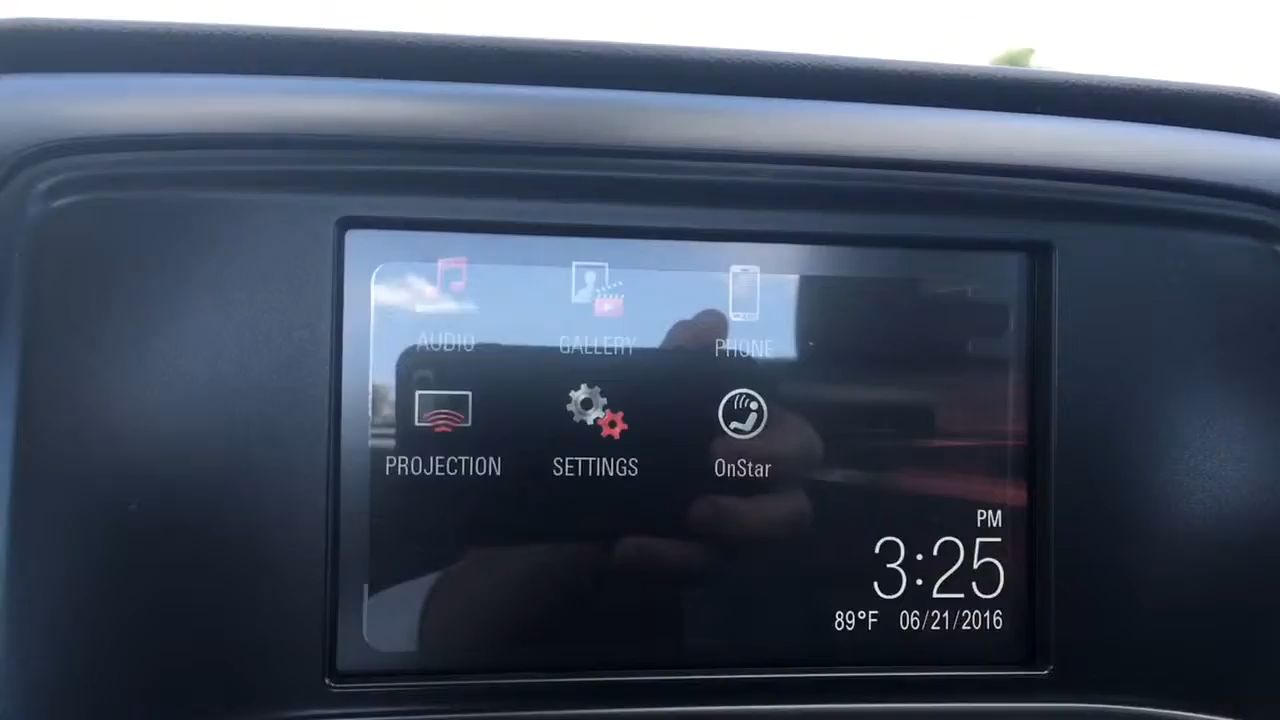 AUDIO
GALLERY
PHONE
PROJECTION
SETTINGS
OnStar
PM
3:25
89°F 06/21/2016